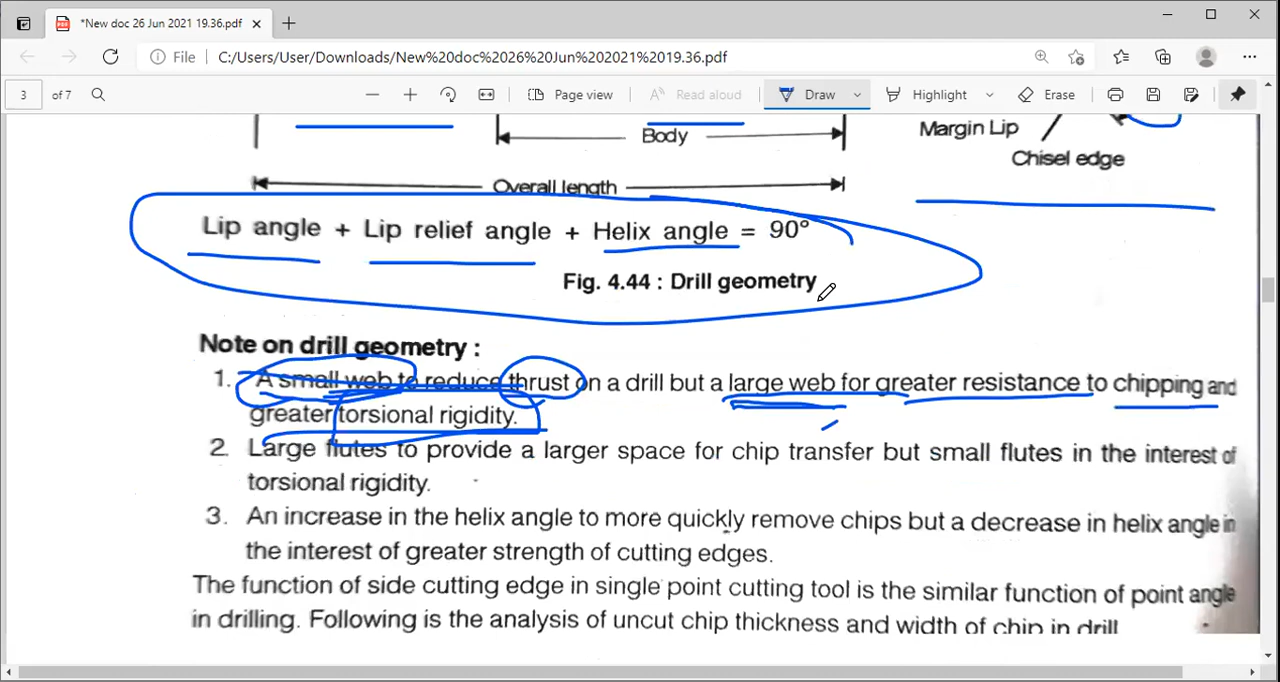 *New doc 26 Jun 2021 19.36.pdf
File C:/Users/User/Downloads/New%20doc%2026%20Jun%202021%2019.36.pdf
3 of 7 Page view Read aloud Draw Highlight Erase
Body
Margin Lip
Chisel edge
Overall length
Lip angle + Lip relief angle + Helix angle = 90°
Fig. 4.44 : Drill geometry
Note on drill geometry :
1. A small web to reduce thrust on a drill but a large web for greater resistance to chipping and
greater torsional rigidity.
2. Large flutes to provide a larger space for chip transfer but small flutes in the interest of
torsional rigidity.
3. An increase in the helix angle to more quickly remove chips but a decrease in helix angle in
the interest of greater strength of cutting edges.
The function of side cutting edge in single point cutting tool is the similar function of point angle
in drilling. Following is the analysis of uncut chip thickness and width of chip in drill